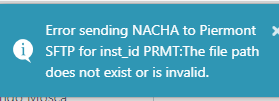 Error sending NACHA to Piermont
SFTP for inst_id PRMT:The file path
does not exist or is invalid.